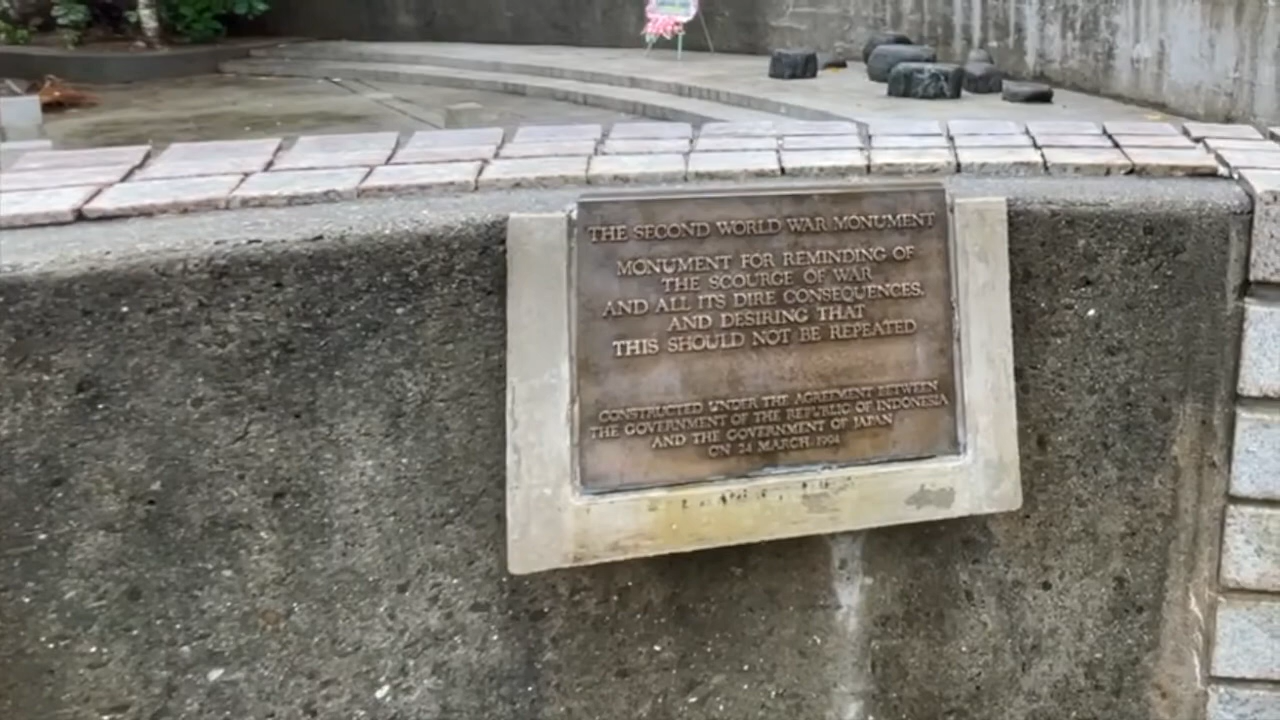 THE SECOND WORLD WAR MONUMENT
MONUMENT FOR REMINDING OF
THE SCOURGE OF WAR
AND ALL ITS DIRE CONSEQUENCES,
AND DESIRING THAT
THIS SHOULD NOT BE REPEATED
CONSTRUCTED UNDER THE AGREEMENT BETWEEN
THE GOVERNMENT OF THE REPUBLIC OF INDONESIA
AND THE GOVERNMENT OF JAPAN
ON 24 MARCH